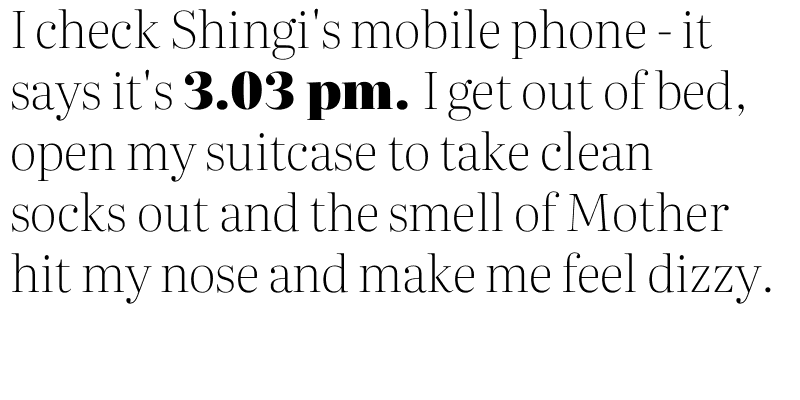 I check Shingi's mobile phone - it
says it's 3.03 pm. I get out of bed,
open my suitcase to take clean
socks out and the smell of Mother
hit my nose and make me feel dizzy.